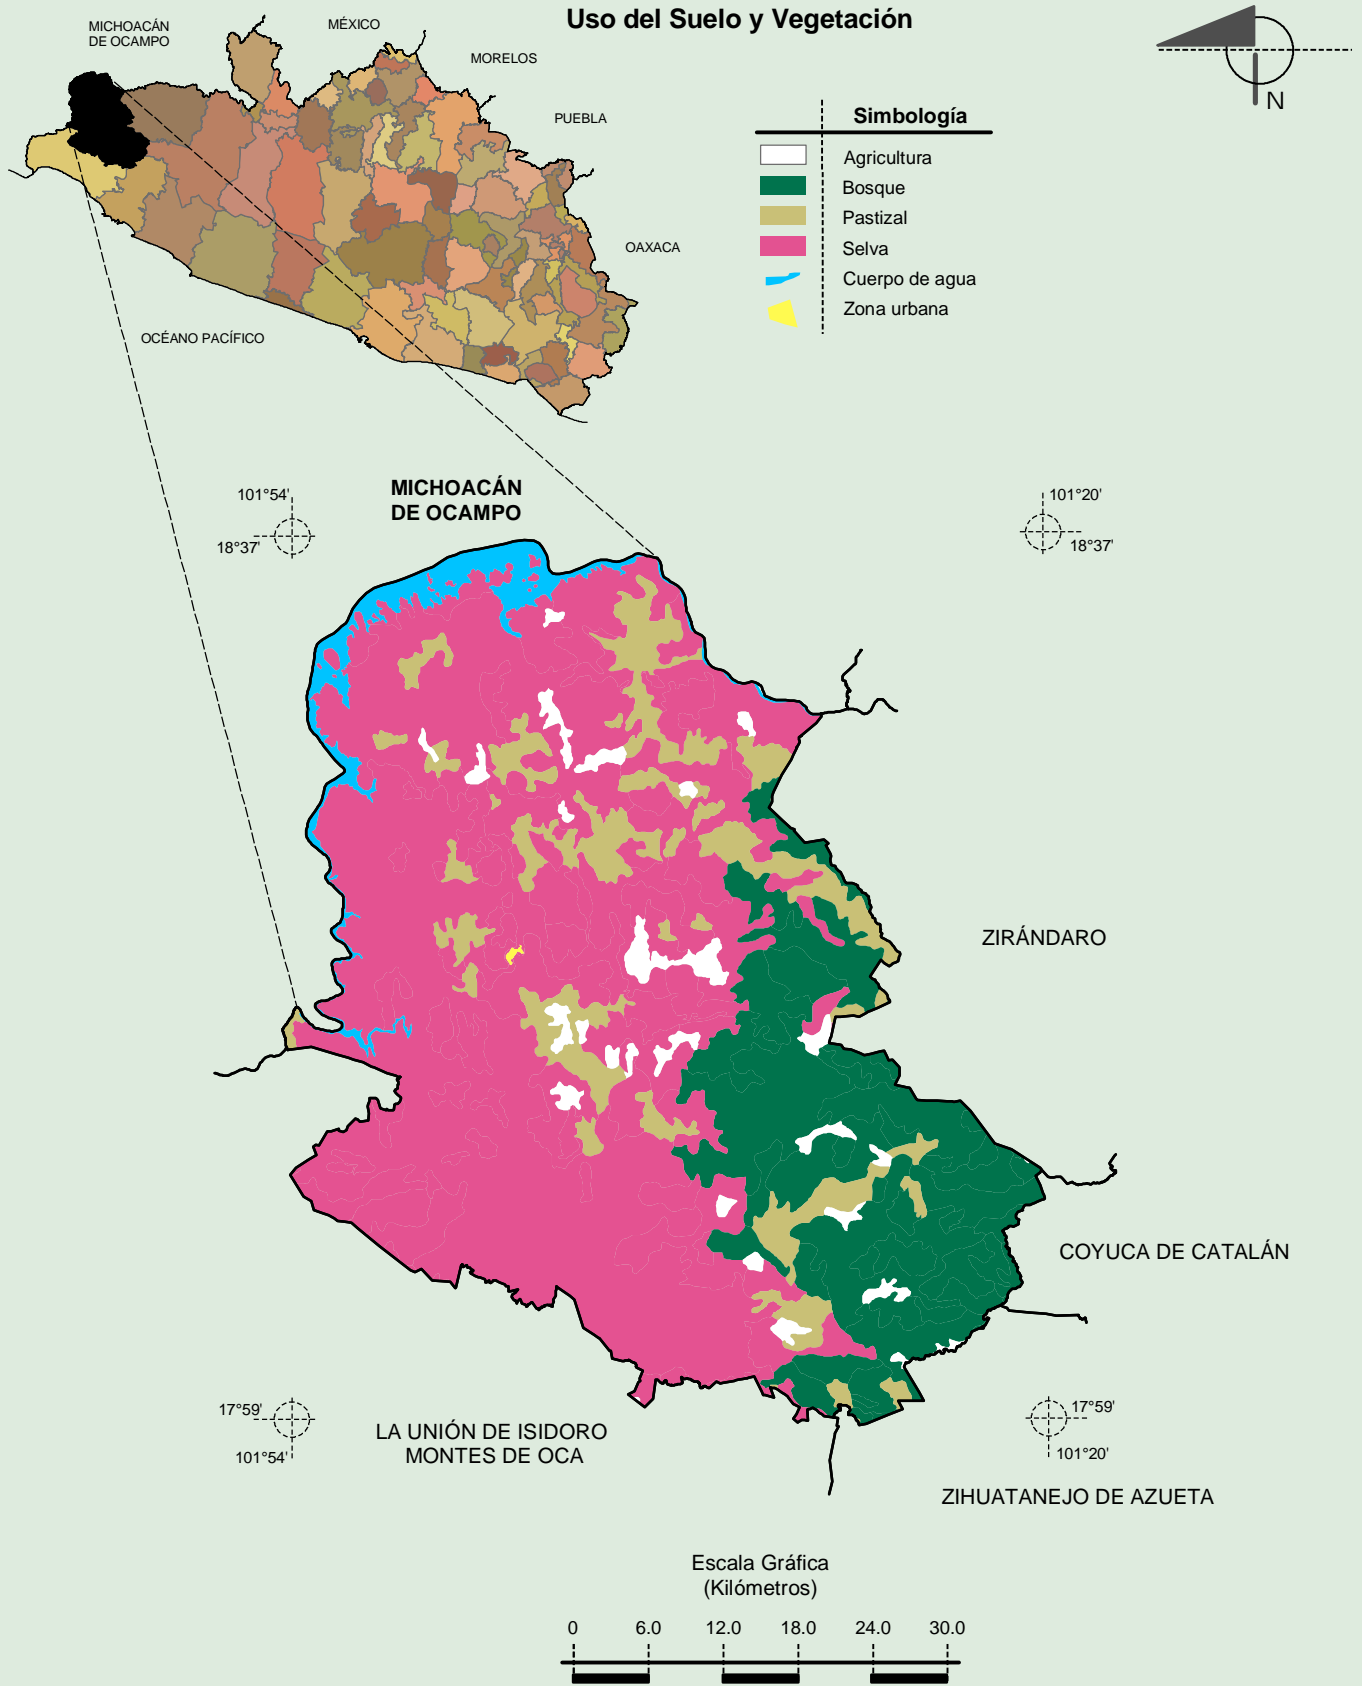 Uso del Suelo y Vegetación
MICHOACÁN
DE OCAMPO
MÉXICO
MORELOS
PUEBLA
OAXACA
OCÉANO PACÍFICO
N
Simbología
Agricultura
Bosque
Pastizal
Selva
Cuerpo de agua
Zona urbana
101°54'
18°37'
MICHOACÁN
DE OCAMPO
101°20'
18°37'
ZIRÁNDARO
COYUCA DE CATALÁN
17°59'
101°54'
LA UNIÓN DE ISIDORO
MONTES DE OCA
17°59'
101°20'
ZIHUATANEJO DE AZUETA
Escala Gráfica
(Kilómetros)
0 6.0 12.0 18.0 24.0 30.0